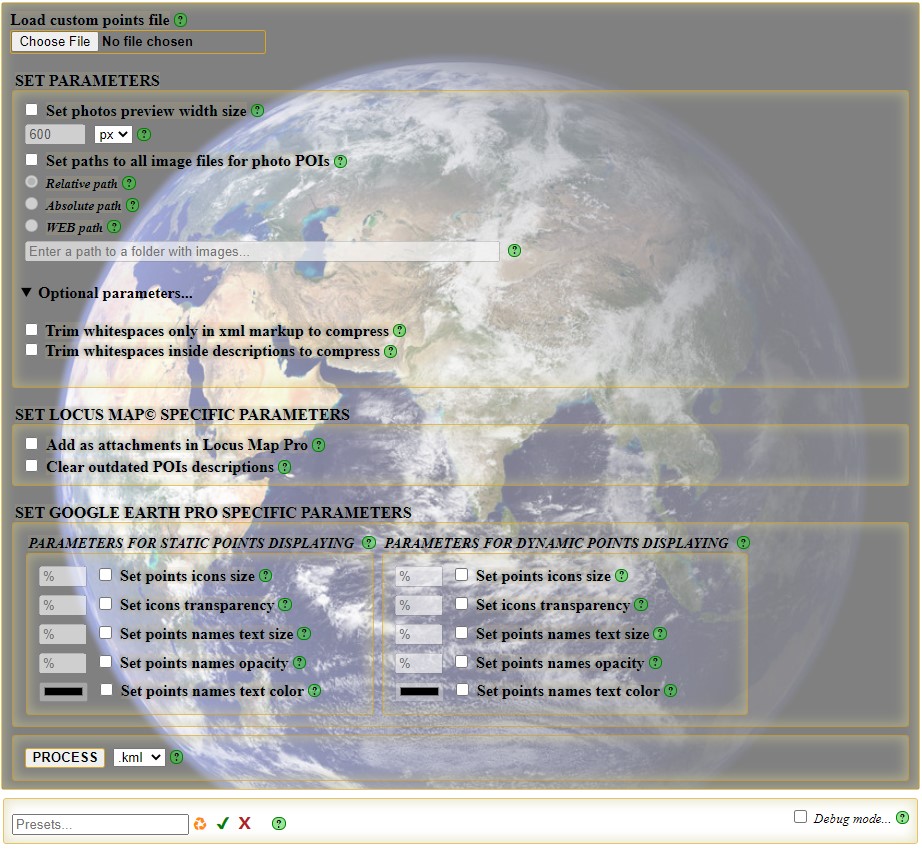 Load custom points file ?
Choose File No file chosen
SET PARAMETERS
Set photos preview width size ?
600 px ?
Set paths to all image files for photo POIs ?
Relative path ?
Absolute path ?
WEB path ?
Enter a path to a folder with images... ?
▼ Optional parameters...
Trim whitespaces only in xml markup to compress ?
Trim whitespaces inside descriptions to compress ?
SET LOCUS MAP© SPECIFIC PARAMETERS
Add as attachments in Locus Map Pro ?
Clear outdated POIs descriptions ?
SET GOOGLE EARTH PRO SPECIFIC PARAMETERS
PARAMETERS FOR STATIC POINTS DISPLAYING ?
% Set points icons size ?
% Set icons transparency ?
% Set points names text size ?
% Set points names opacity ?
Set points names text color ?
PARAMETERS FOR DYNAMIC POINTS DISPLAYING ?
% Set points icons size ?
% Set icons transparency ?
% Set points names text size ?
% Set points names opacity ?
Set points names text color ?
PROCESS .kml ?
Presets... ✓ X ?
Debug mode... ?